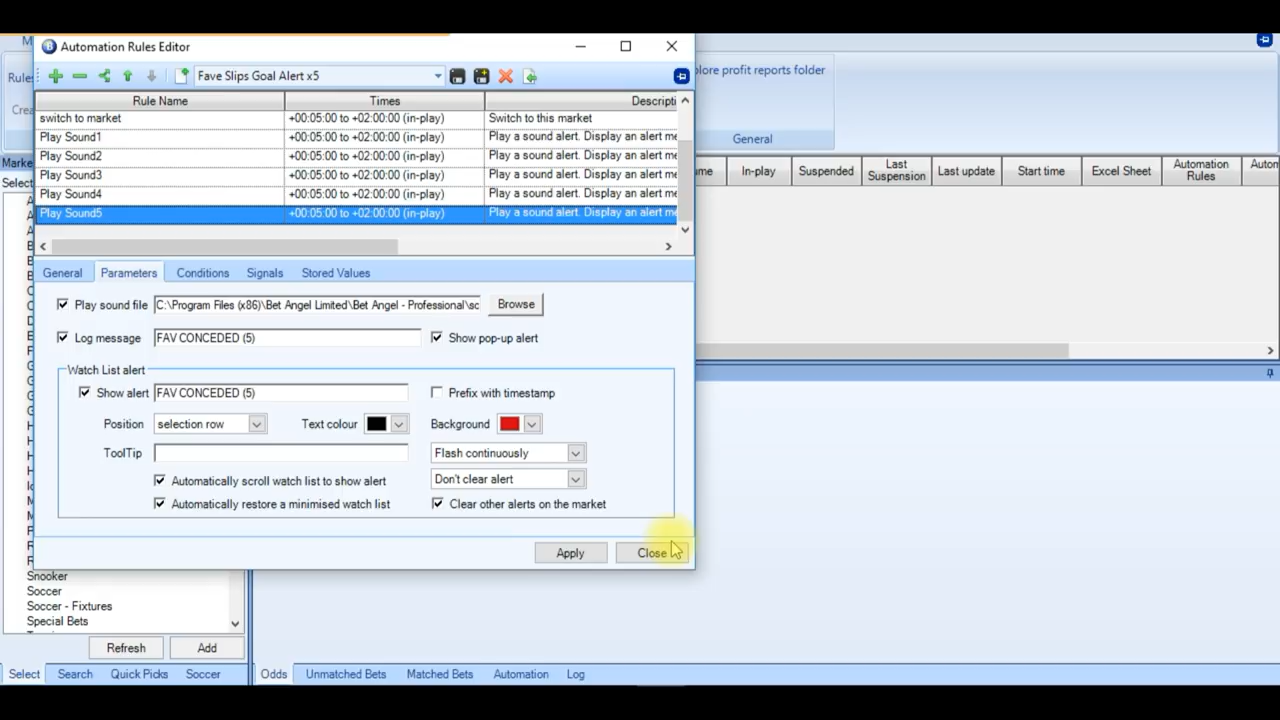 Automation Rules Editor
Fave Slips Goal Alert x5
Rule Name Times Descripti
switch to market +00:05:00 to +02:00:00 (in-play) Switch to this market
Play Sound1 +00:05:00 to +02:00:00 (in-play) Play a sound alert. Display an alert me
Play Sound2 +00:05:00 to +02:00:00 (in-play) Play a sound alert. Display an alert me
Play Sound3 +00:05:00 to +02:00:00 (in-play) Play a sound alert. Display an alert me
Play Sound4 +00:05:00 to +02:00:00 (in-play) Play a sound alert. Display an alert me
Play Sound5 +00:05:00 to +02:00:00 (in-play) Play a sound alert. Display an alert me
General Parameters Conditions Signals Stored Values
Play sound file C:\Program Files (x86)\Bet Angel Limited\Bet Angel - Professional\sc Browse
Log message FAV CONCEDED (5) Show pop-up alert
Watch List alert
Show alert FAV CONCEDED (5) Prefix with timestamp
Position selection row Text colour Background
ToolTip Flash continuously
Automatically scroll watch list to show alert Don't clear alert
Automatically restore a minimised watch list Clear other alerts on the market
Apply Close
Rules
Crea
lore profit reports folder
General
Marke
Select
ume In-play Suspended Last Suspension Last update Start time Excel Sheet Automation Rules Auton
Snooker
Soccer
Soccer - Fixtures
Special Bets
Refresh Add
Select Search Quick Picks Soccer Odds Unmatched Bets Matched Bets Automation Log